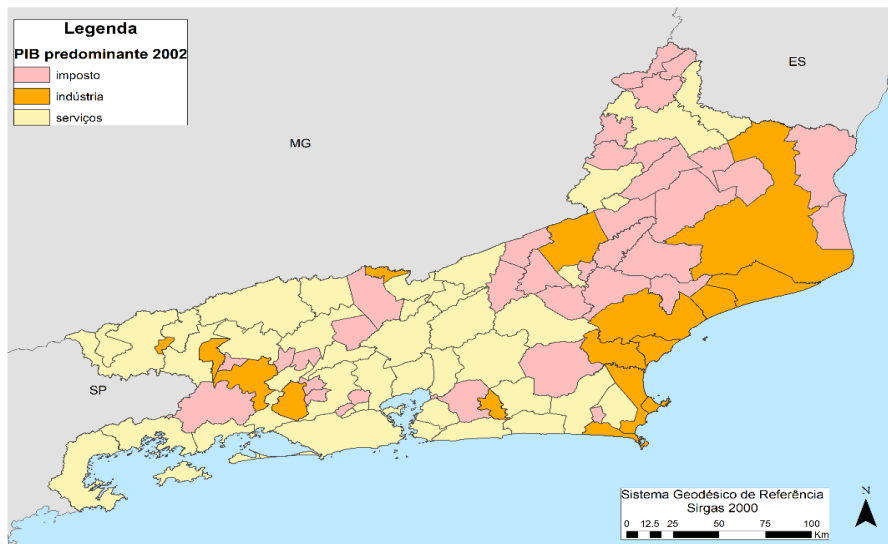 Legenda
PIB predominante 2002
imposto
indústria
serviços
ES
MG
SP
N
Sistema Geodésico de Referência
Sirgas 2000
0 12.5 25 50 75 100
Km